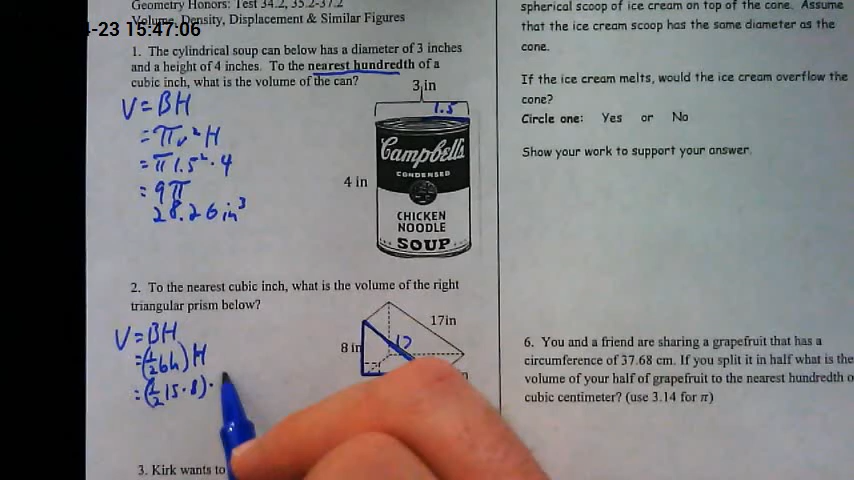 Geometry Honors: Test 34.2, 35.2-37.2
Volume, Density, Displacement & Similar Figures
-23 15:47:06
1. The cylindrical soup can below has a diameter of 3 inches
and a height of 4 inches. To the nearest hundredth of a
cubic inch, what is the volume of the can?
V = BH
= πr²H
= π1.5²·4
= 9π
28.26 in³
3 in
1.5
4 in
Campbell's
CONDENSED
CHICKEN
NOODLE
SOUP
2. To the nearest cubic inch, what is the volume of the right
triangular prism below?
V = BH
= (½bh)H
= (½15·8)·
17in
8 in
3. Kirk wants to
spherical scoop of ice cream on top of the cone. Assume
that the ice cream scoop has the same diameter as the
cone.
If the ice cream melts, would the ice cream overflow the
cone?
Circle one: Yes or No
Show your work to support your answer.
6. You and a friend are sharing a grapefruit that has a
circumference of 37.68 cm. If you split it in half what is the
volume of your half of grapefruit to the nearest hundredth o
cubic centimeter? (use 3.14 for π)